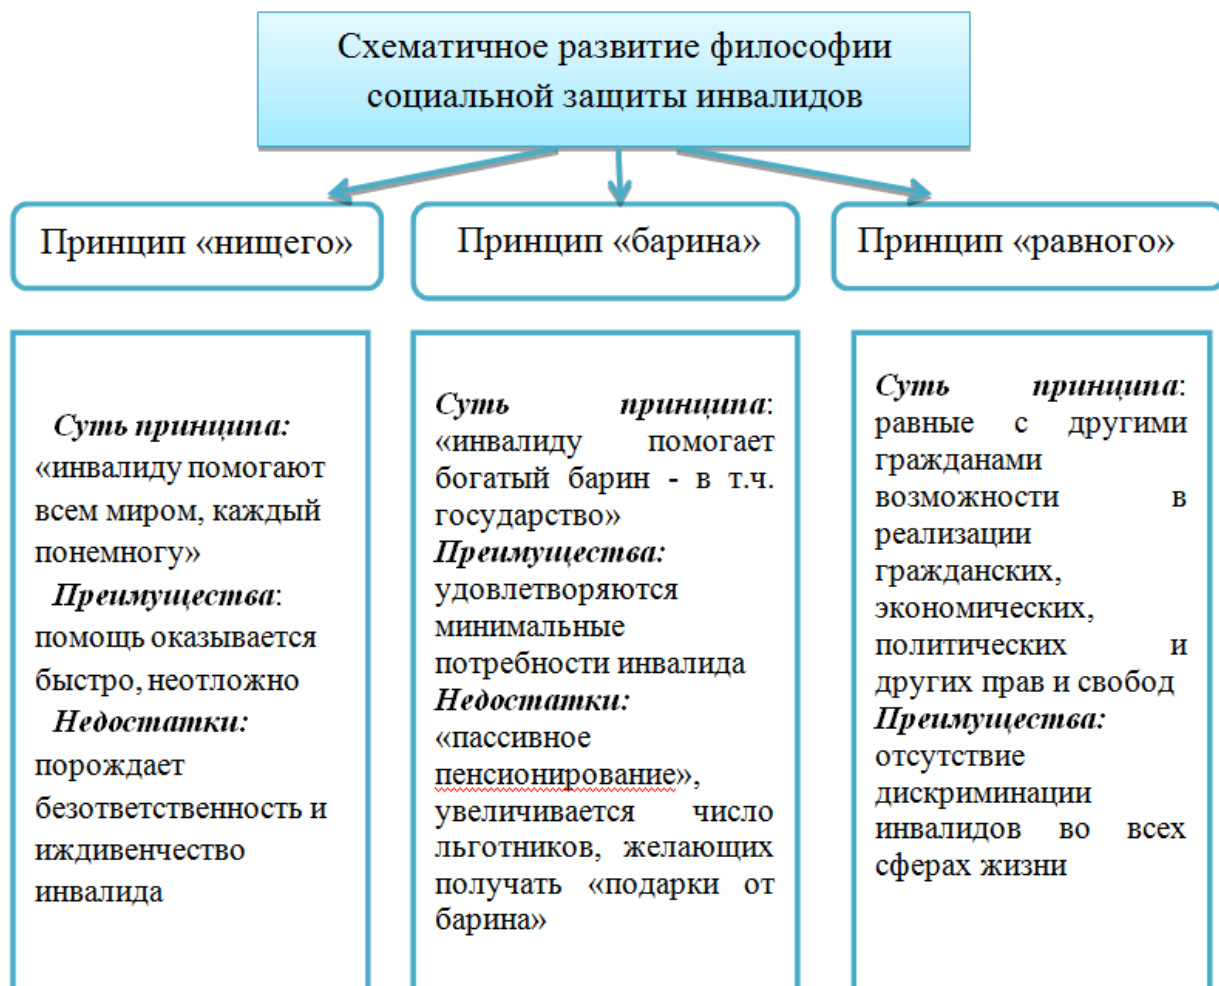 Схематичное развитие философии
социальной защиты инвалидов
Принцип «нищего»
Принцип «барина»
Принцип «равного»
Суть принципа:
«инвалиду помогают
всем миром, каждый
понемногу»
Преимущества:
помощь оказывается
быстро, неотложно
Недостатки:
порождает
безответственность и
иждивенчество
инвалида
Суть принципа:
«инвалиду помогает
богатый барин - в т.ч.
государство»
Преимущества:
удовлетворяются
минимальные
потребности инвалида
Недостатки:
«пассивное
пенсионирование»,
увеличивается число
льготников, желающих
получать «подарки от
барина»
Суть принципа:
равные с другими
гражданами
возможности в
реализации
гражданских,
экономических,
политических и
других прав и свобод
Преимущества:
отсутствие
дискриминации
инвалидов во всех
сферах жизни